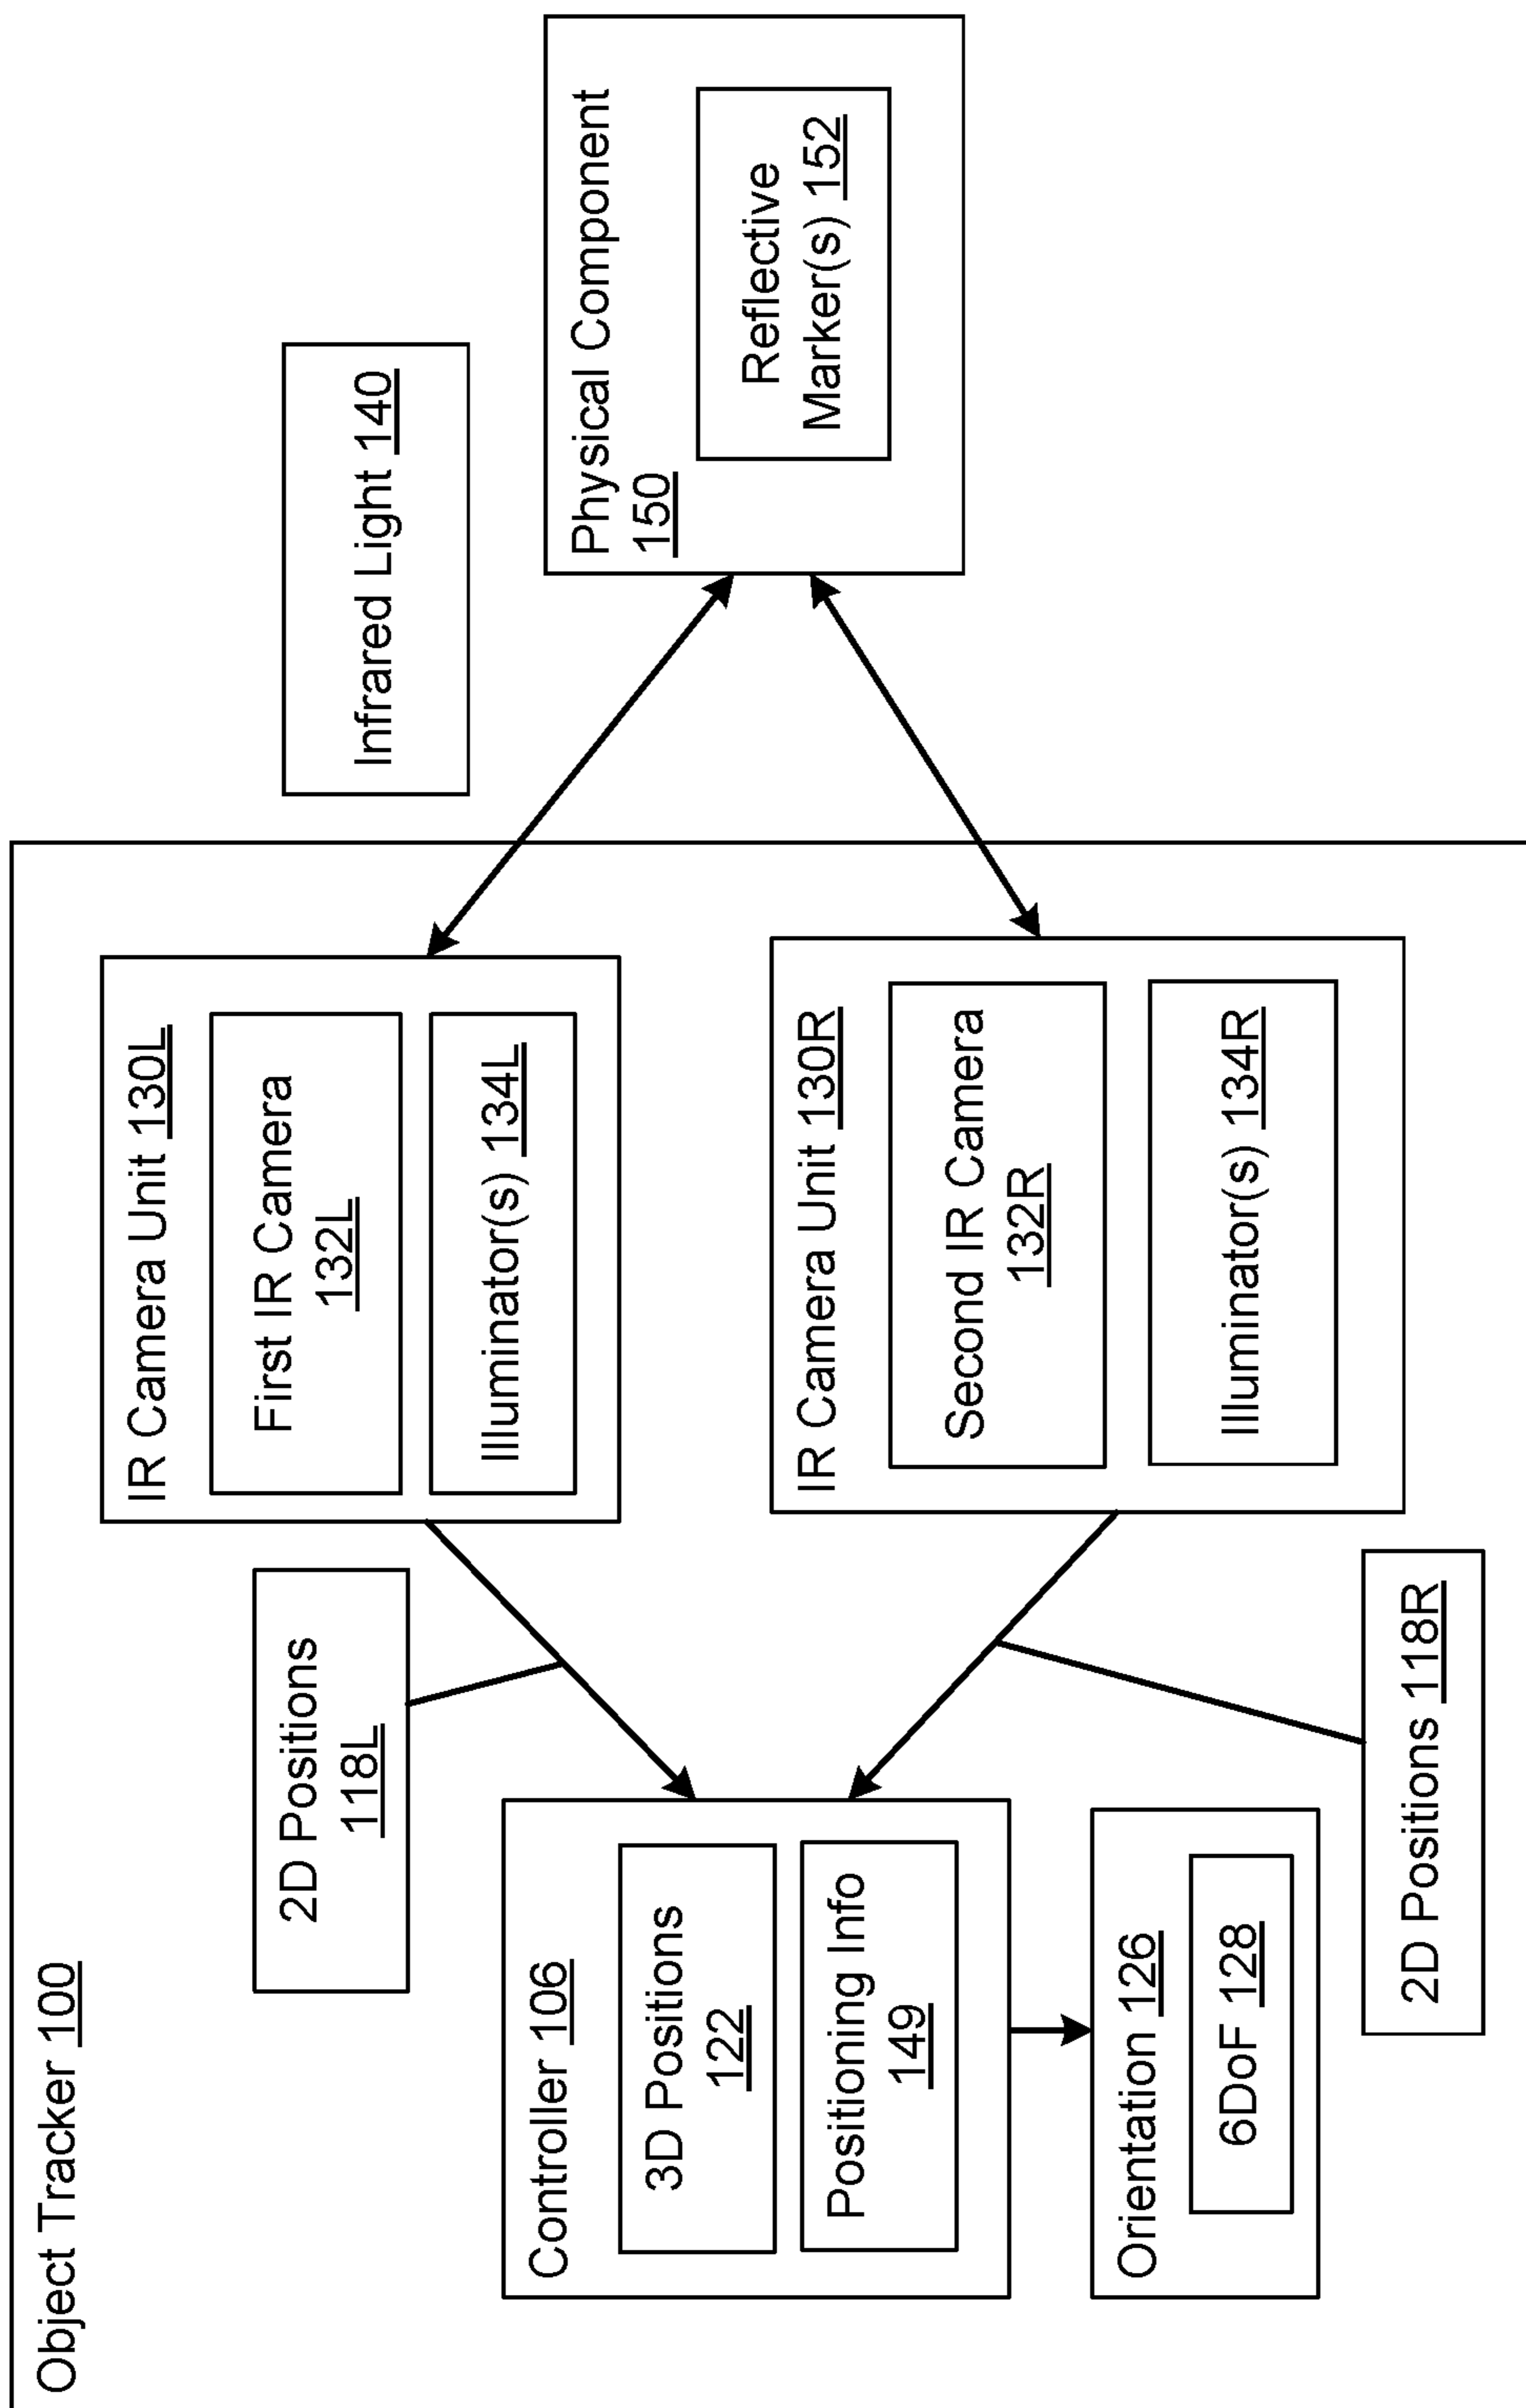 Object Tracker 100
2D Positions
118L
IR Camera Unit 130L
First IR Camera
132L
Illuminator(s) 134L
Infrared Light 140
Controller 106
3D Positions
122
Positioning Info
149
Physical Component
150
Reflective
Marker(s) 152
IR Camera Unit 130R
Second IR Camera
132R
Illuminator(s) 134R
Orientation 126
6DoF 128
2D Positions 118R